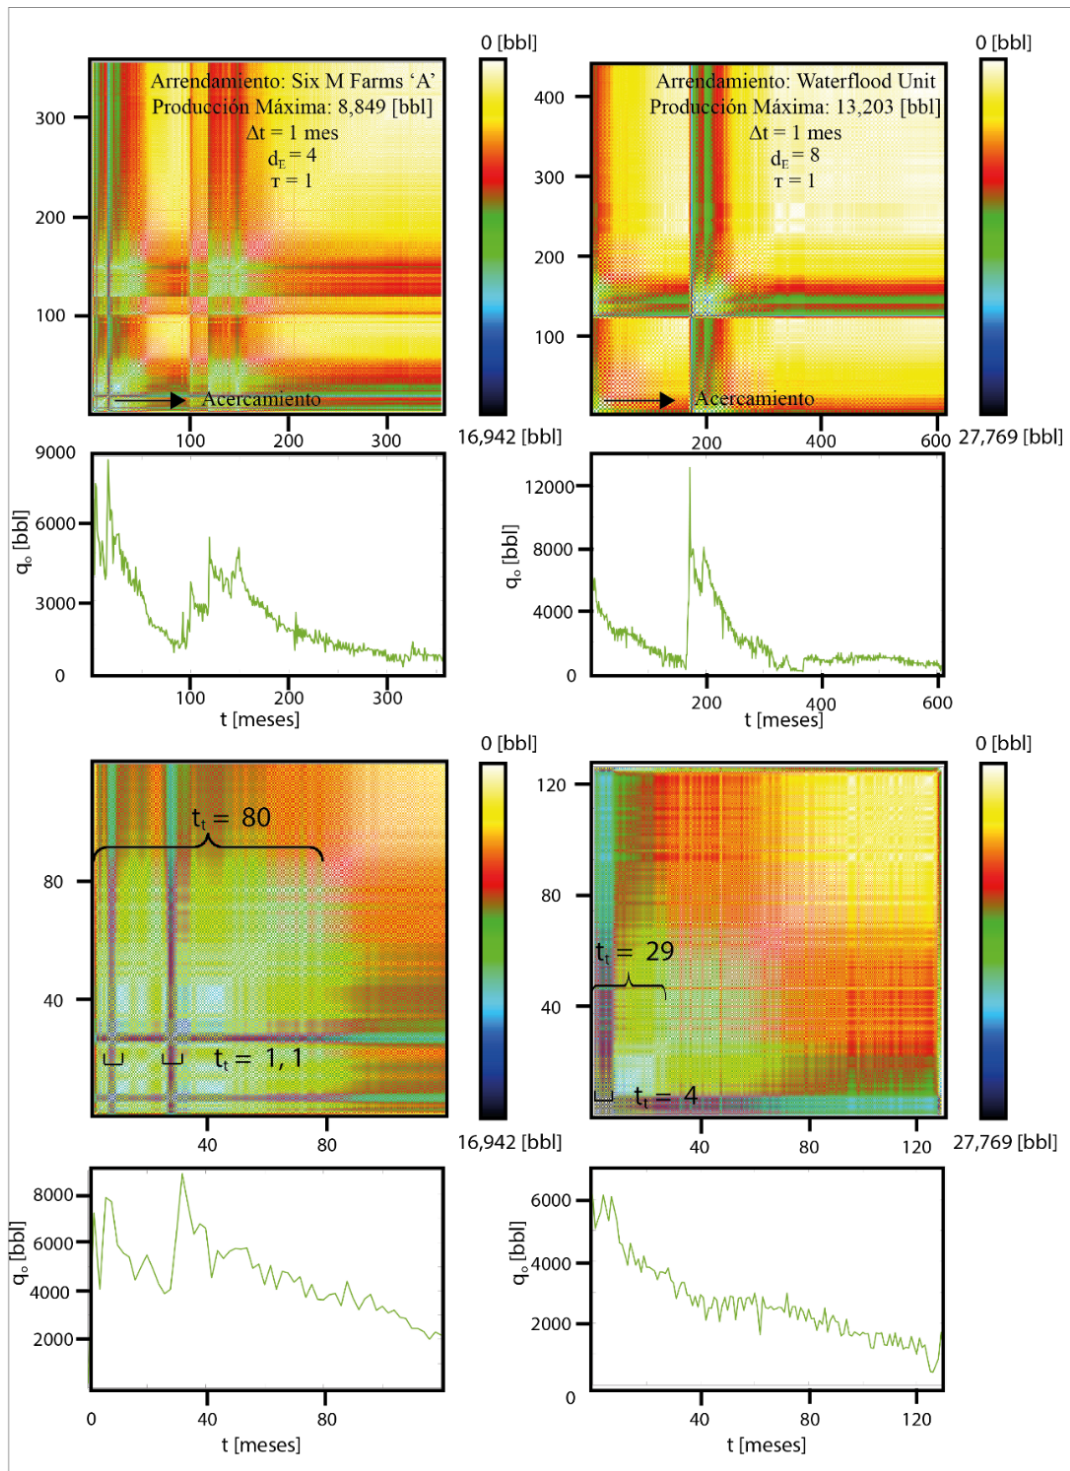 0 [bbl]
Arrendamiento: Six M Farms ‘A’
Producción Máxima: 8,849 [bbl]
Δt = 1 mes
d_E = 4
τ = 1
300
200
100
Acercamiento
100
200
300
16,942 [bbl]
0 [bbl]
Arrendamiento: Waterflood Unit
Producción Máxima: 13,203 [bbl]
Δt = 1 mes
d_E = 8
τ = 1
400
300
200
100
Acercamiento
200
400
600
27,769 [bbl]
9000
6000
3000
0
q_o [bbl]
100
200
300
t [meses]
12000
8000
4000
0
q_o [bbl]
200
400
600
t [meses]
0 [bbl]
t_t = 80
80
40
t_t = 1, 1
40
80
16,942 [bbl]
0 [bbl]
120
80
t_t = 29
40
t_t = 4
40
80
120
27,769 [bbl]
8000
6000
4000
2000
q_o [bbl]
0
40
80
t [meses]
6000
4000
2000
0
q_o [bbl]
40
80
120
t [meses]